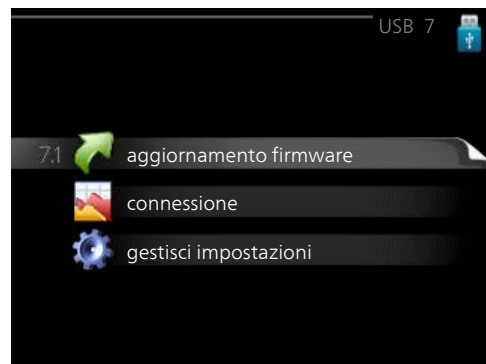 USB 7
7.1 aggiornamento firmware
connessione
gestisci impostazioni